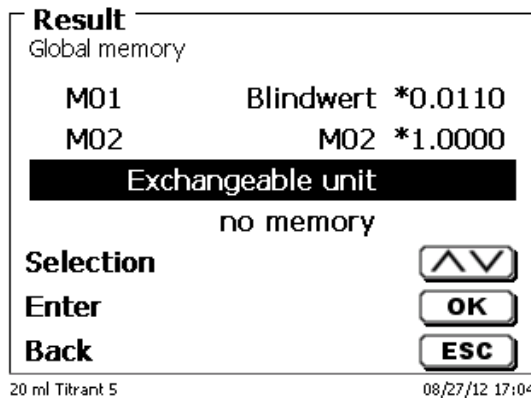 Result
Global memory
M01 Blindwert *0.0110
M02 M02 *1.0000
Exchangeable unit
no memory
Selection
Enter OK
Back ESC
20 ml Titrant 5 08/27/12 17:04